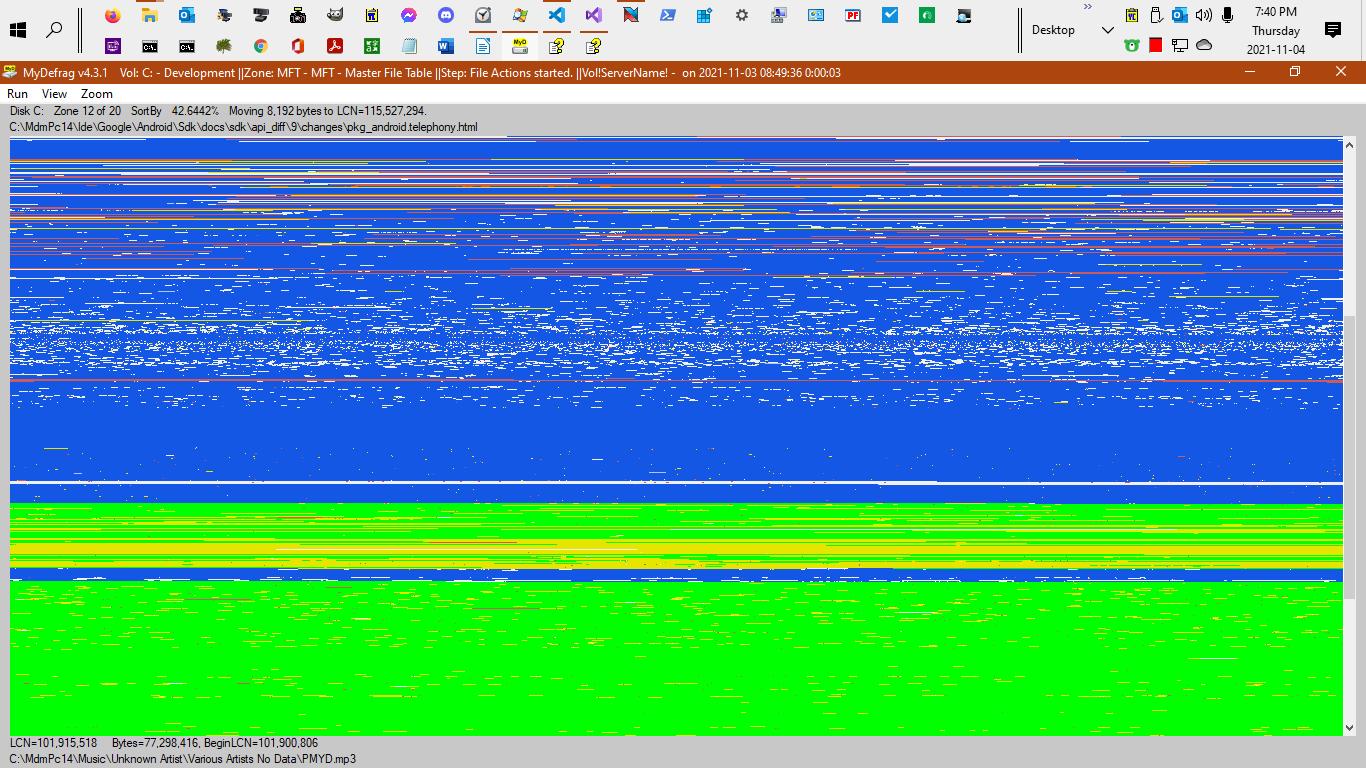 7:40 PM
Desktop
Thursday
2021-11-04
MyDefrag v4.3.1 Vol: C: - Development ||Zone: MFT - MFT - Master File Table ||Step: File Actions started. ||Vol!ServerName! - on 2021-11-03 08:49:36 0:00:03
Run View Zoom
Disk C: Zone 12 of 20 SortBy 42.6442% Moving 8,192 bytes to LCN=115,527,294.
C:\MdmPc14\Ide\Google\Android\Sdk\docs\sdk\api_diff\9\changes\pkg_android.telephony.html
LCN=101,915,518 Bytes=77,298,416, BeginLCN=101,900,806
C:\MdmPc14\Music\Unknown Artist\Various Artists No Data\PMYD.mp3